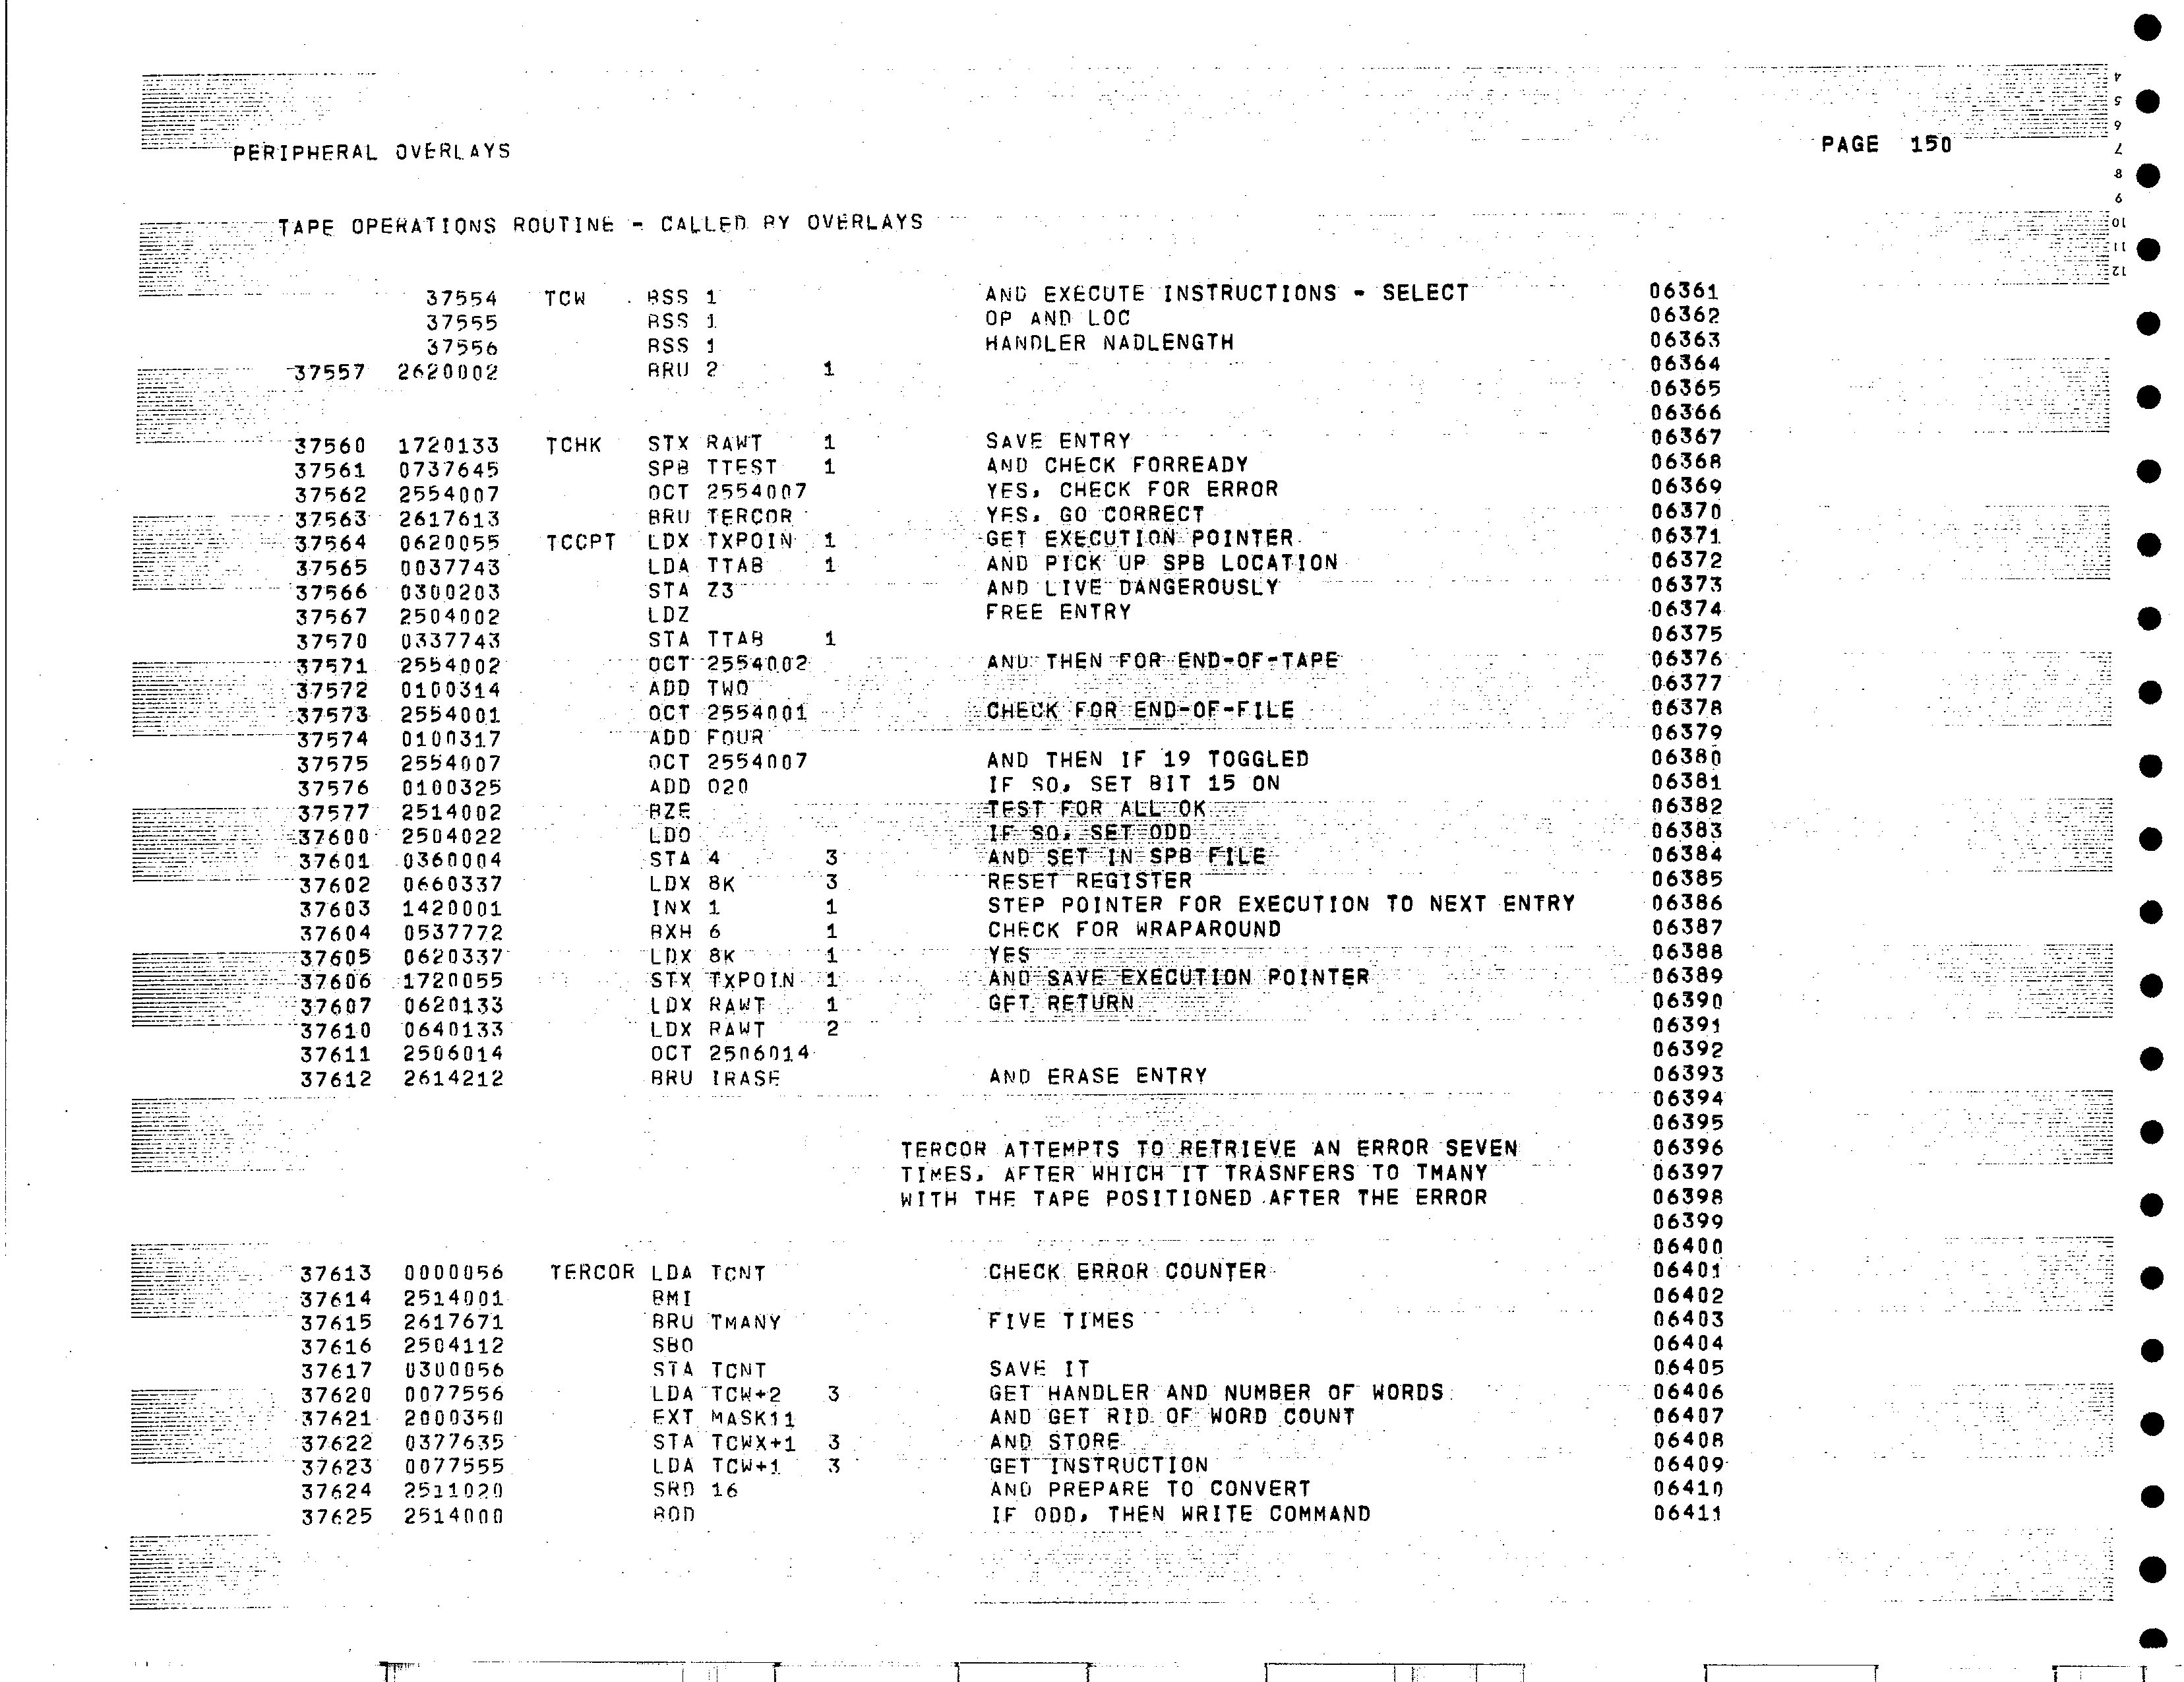 PERIPHERAL OVERLAYS PAGE 150
TAPE OPERATIONS ROUTINE - CALLED BY OVERLAYS
37554 TCW BSS 1 AND EXECUTE INSTRUCTIONS - SELECT 06361
37555 BSS 1 OP AND LOC 06362
37556 BSS 1 HANDLER NADLENGTH 06363
37557 2620002 BRU 2 1 06364
06365
06366
37560 1720133 TCHK STX RAWT 1 SAVE ENTRY 06367
37561 0737645 SPB TTEST 1 AND CHECK FORREADY 06368
37562 2554007 OCT 2554007 YES, CHECK FOR ERROR 06369
37563 2617613 BRU TERCOR YES, GO CORRECT 06370
37564 0620055 TCCPT LDX TXPOIN 1 GET EXECUTION POINTER 06371
37565 0037743 LDA TTAB 1 AND PICK UP SPB LOCATION 06372
37566 0300203 STA Z3 AND LIVE DANGEROUSLY 06373
37567 2504002 LDZ FREE ENTRY 06374
37570 0337743 STA TTAB 1 06375
37571 2554002 OCT 2554002 AND THEN FOR END-OF-TAPE 06376
37572 0100314 ADD TWO 06377
37573 2554001 OCT 2554001 CHECK FOR END-OF-FILE 06378
37574 0100317 ADD FOUR 06379
37575 2554007 OCT 2554007 AND THEN IF 19 TOGGLED 06380
37576 0100325 ADD O20 IF SO, SET BIT 15 ON 06381
37577 2514002 BZE TEST FOR ALL OK 06382
37600 2504022 LDO IF SO, SET ODD 06383
37601 0360004 STA 4 3 AND SET IN SPB FILE 06384
37602 0660337 LDX 8K 3 RESET REGISTER 06385
37603 1420001 INX 1 1 STEP POINTER FOR EXECUTION TO NEXT ENTRY 06386
37604 0537772 BXH 6 1 CHECK FOR WRAPAROUND 06387
37605 0620337 LDX 8K 1 YES 06388
37606 1720055 STX TXPOIN 1 AND SAVE EXECUTION POINTER 06389
37607 0620133 LDX RAWT 1 GET RETURN 06390
37610 0640133 LDX RAWT 2 06391
37611 2506014 OCT 2506014 06392
37612 2614212 BRU IRASE AND ERASE ENTRY 06393
06394
06395
TERCOR ATTEMPTS TO RETRIEVE AN ERROR SEVEN 06396
TIMES, AFTER WHICH IT TRASNFERS TO TMANY 06397
WITH THE TAPE POSITIONED AFTER THE ERROR 06398
06399
06400
37613 0000056 TERCOR LDA TCNT CHECK ERROR COUNTER 06401
37614 2514001 BMI 06402
37615 2617671 BRU TMANY FIVE TIMES 06403
37616 2504112 SBO 06404
37617 0300056 STA TCNT SAVE IT 06405
37620 0077556 LDA TCW+2 3 GET HANDLER AND NUMBER OF WORDS 06406
37621 2000350 EXT MASK11 AND GET RID OF WORD COUNT 06407
37622 0377635 STA TCWX+1 3 AND STORE 06408
37623 0077555 LDA TCW+1 3 GET INSTRUCTION 06409
37624 2511020 SRD 16 AND PREPARE TO CONVERT 06410
37625 2514000 BOD IF ODD, THEN WRITE COMMAND 06411
4
5
6
7
8
9
10
11
12